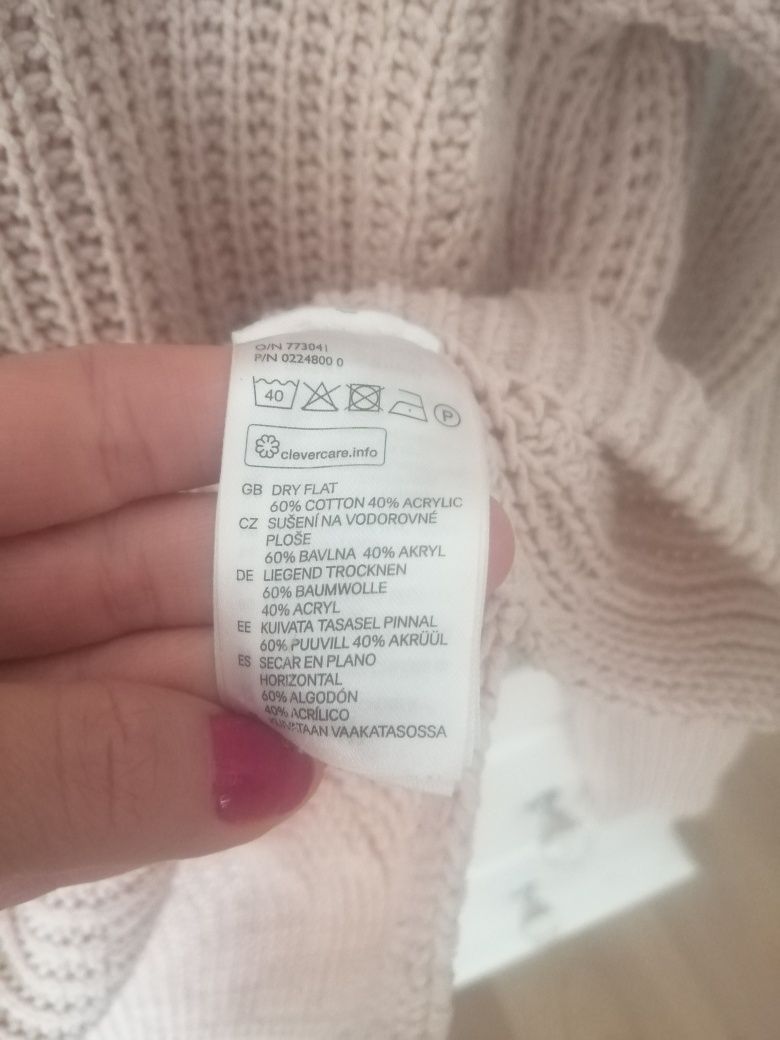 O/N 773041
P/N 0224800 0
40 P
clevercare.info
GB DRY FLAT
60% COTTON 40% ACRYLIC
CZ SUŠENÍ NA VODOROVNÉ
PLOŠE
60% BAVLNA 40% AKRYL
DE LIEGEND TROCKNEN
60% BAUMWOLLE
40% ACRYL
EE KUIVATA TASASEL PINNAL
60% PUUVILL 40% AKRÜÜL
ES SECAR EN PLANO
HORIZONTAL
60% ALGODÓN
40% ACRÍLICO
VAAKATASOSSA